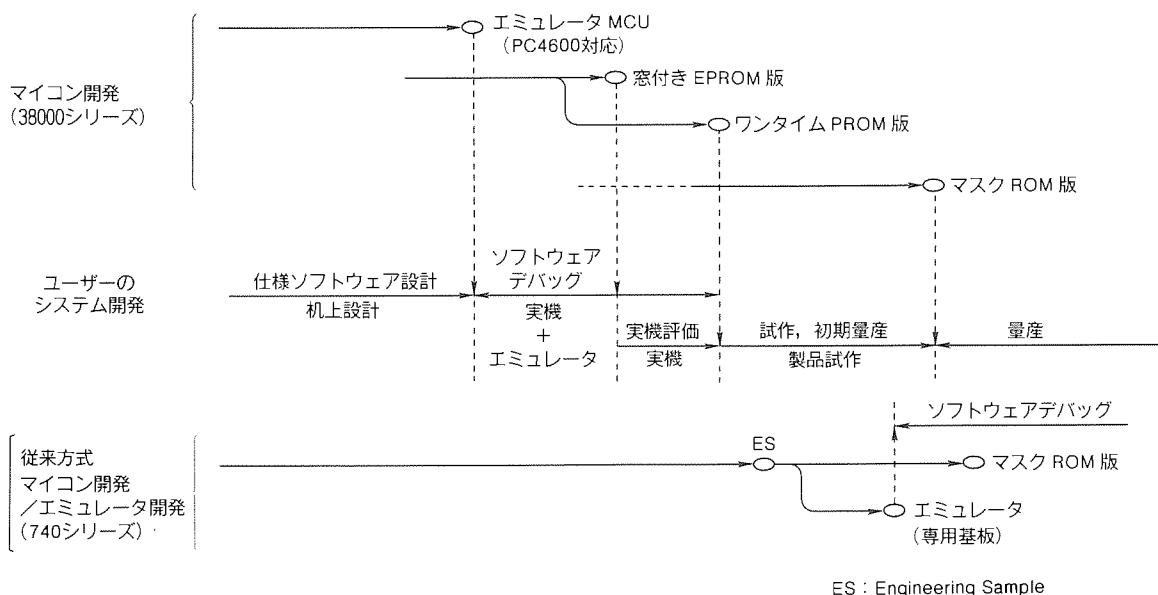 エミュレータ MCU
(PC4600対応)
窓付き EPROM 版
マイコン開発
(38000シリーズ)
ワンタイム PROM 版
マスク ROM 版
ユーザーの
システム開発
仕様ソフトウェア設計
机上設計
ソフトウェア
デバッグ
実機
+
エミュレータ
実機評価
実機
試作，初期量産
製品試作
量産
ソフトウェアデバッグ
従来方式
マイコン開発
／エミュレータ開発
(740シリーズ)
ES
マスク ROM 版
エミュレータ
(専用基板)
ES：Engineering Sample